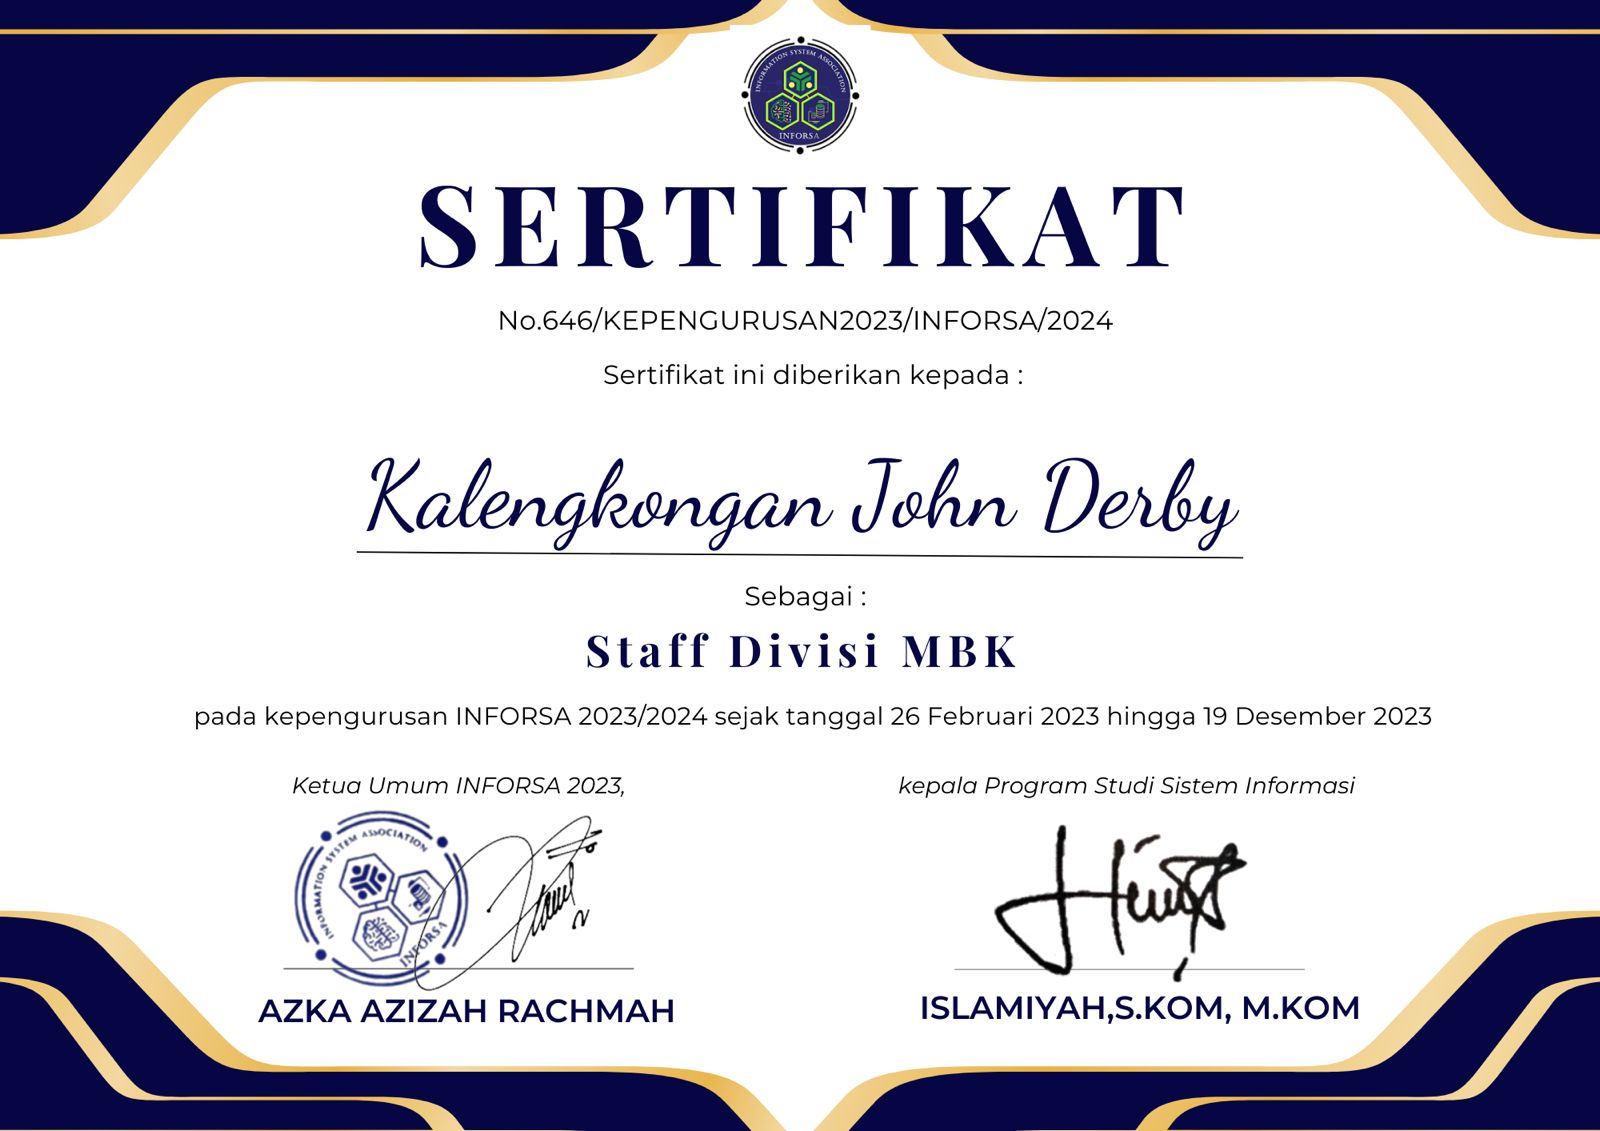 INFORMATION SYSTEM ASSOCIATION
INFORSA
SERTIFIKAT
No.646/KEPENGURUSAN2023/INFORSA/2024
Sertifikat ini diberikan kepada :
Kalengkongan John Derby
Sebagai :
Staff Divisi MBK
pada kepengurusan INFORSA 2023/2024 sejak tanggal 26 Februari 2023 hingga 19 Desember 2023
Ketua Umum INFORSA 2023,
kepala Program Studi Sistem Informasi
INFORMATION SYSTEM ASSOCIATION
INFORSA
AZKA AZIZAH RACHMAH
ISLAMIYAH,S.KOM, M.KOM